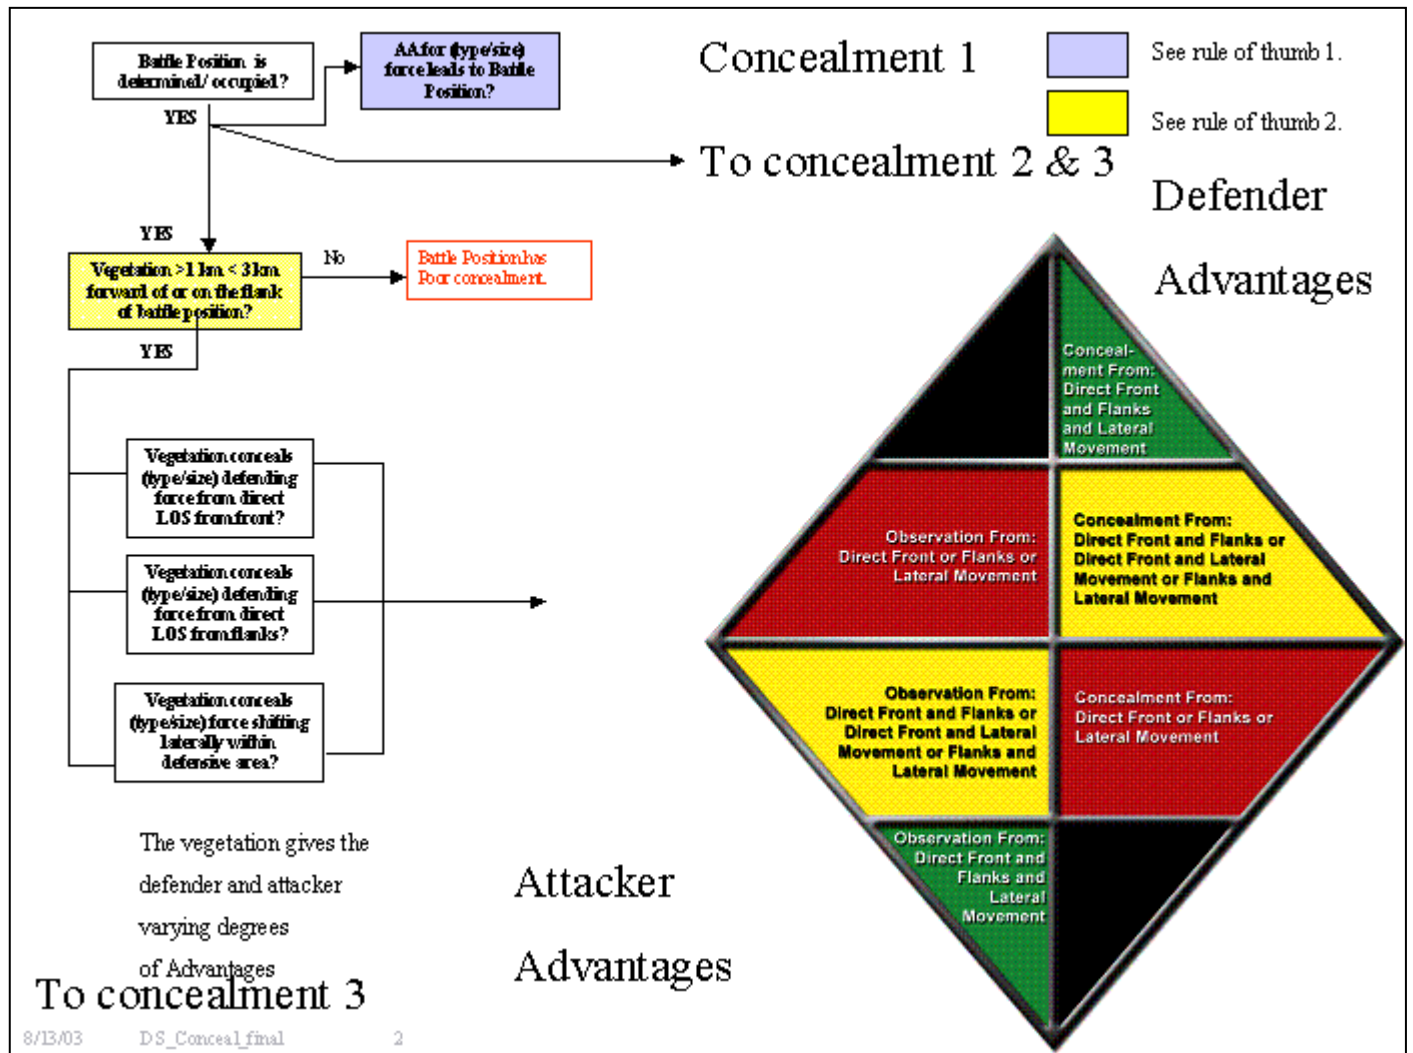 Battle Position is
determined/ occupied?
AA for (type/size)
force leads to Battle
Position?
Concealment 1
See rule of thumb 1.
See rule of thumb 2.
YES
To concealment 2 & 3
Defender
Advantages
YES
Vegetation >1 km < 3 km
forward of or on the flank
of battle position?
No
Battle Position has
Poor concealment.
YES
Vegetation conceals
(type/size) defending
force from direct
LOS from front?
Vegetation conceals
(type/size) defending
force from direct
LOS from flanks?
Vegetation conceals
(type/size) force shifting
laterally within
defensive area?
Conceal-
ment From:
Direct Front
and Flanks
and Lateral
Movement
Observation From:
Direct Front or Flanks or
Lateral Movement
Concealment From:
Direct Front and Flanks or
Direct Front and Lateral
Movement or Flanks and
Lateral Movement
Observation From:
Direct Front and Flanks or
Direct Front and Lateral
Movement or Flanks and
Lateral Movement
Concealment From:
Direct Front or Flanks or
Lateral Movement
Observation From:
Direct Front and
Flanks and
Lateral
Movement
The vegetation gives the
defender and attacker
varying degrees
of Advantages
Attacker
Advantages
To concealment 3
8/13/03 DS_Conceal_final 2